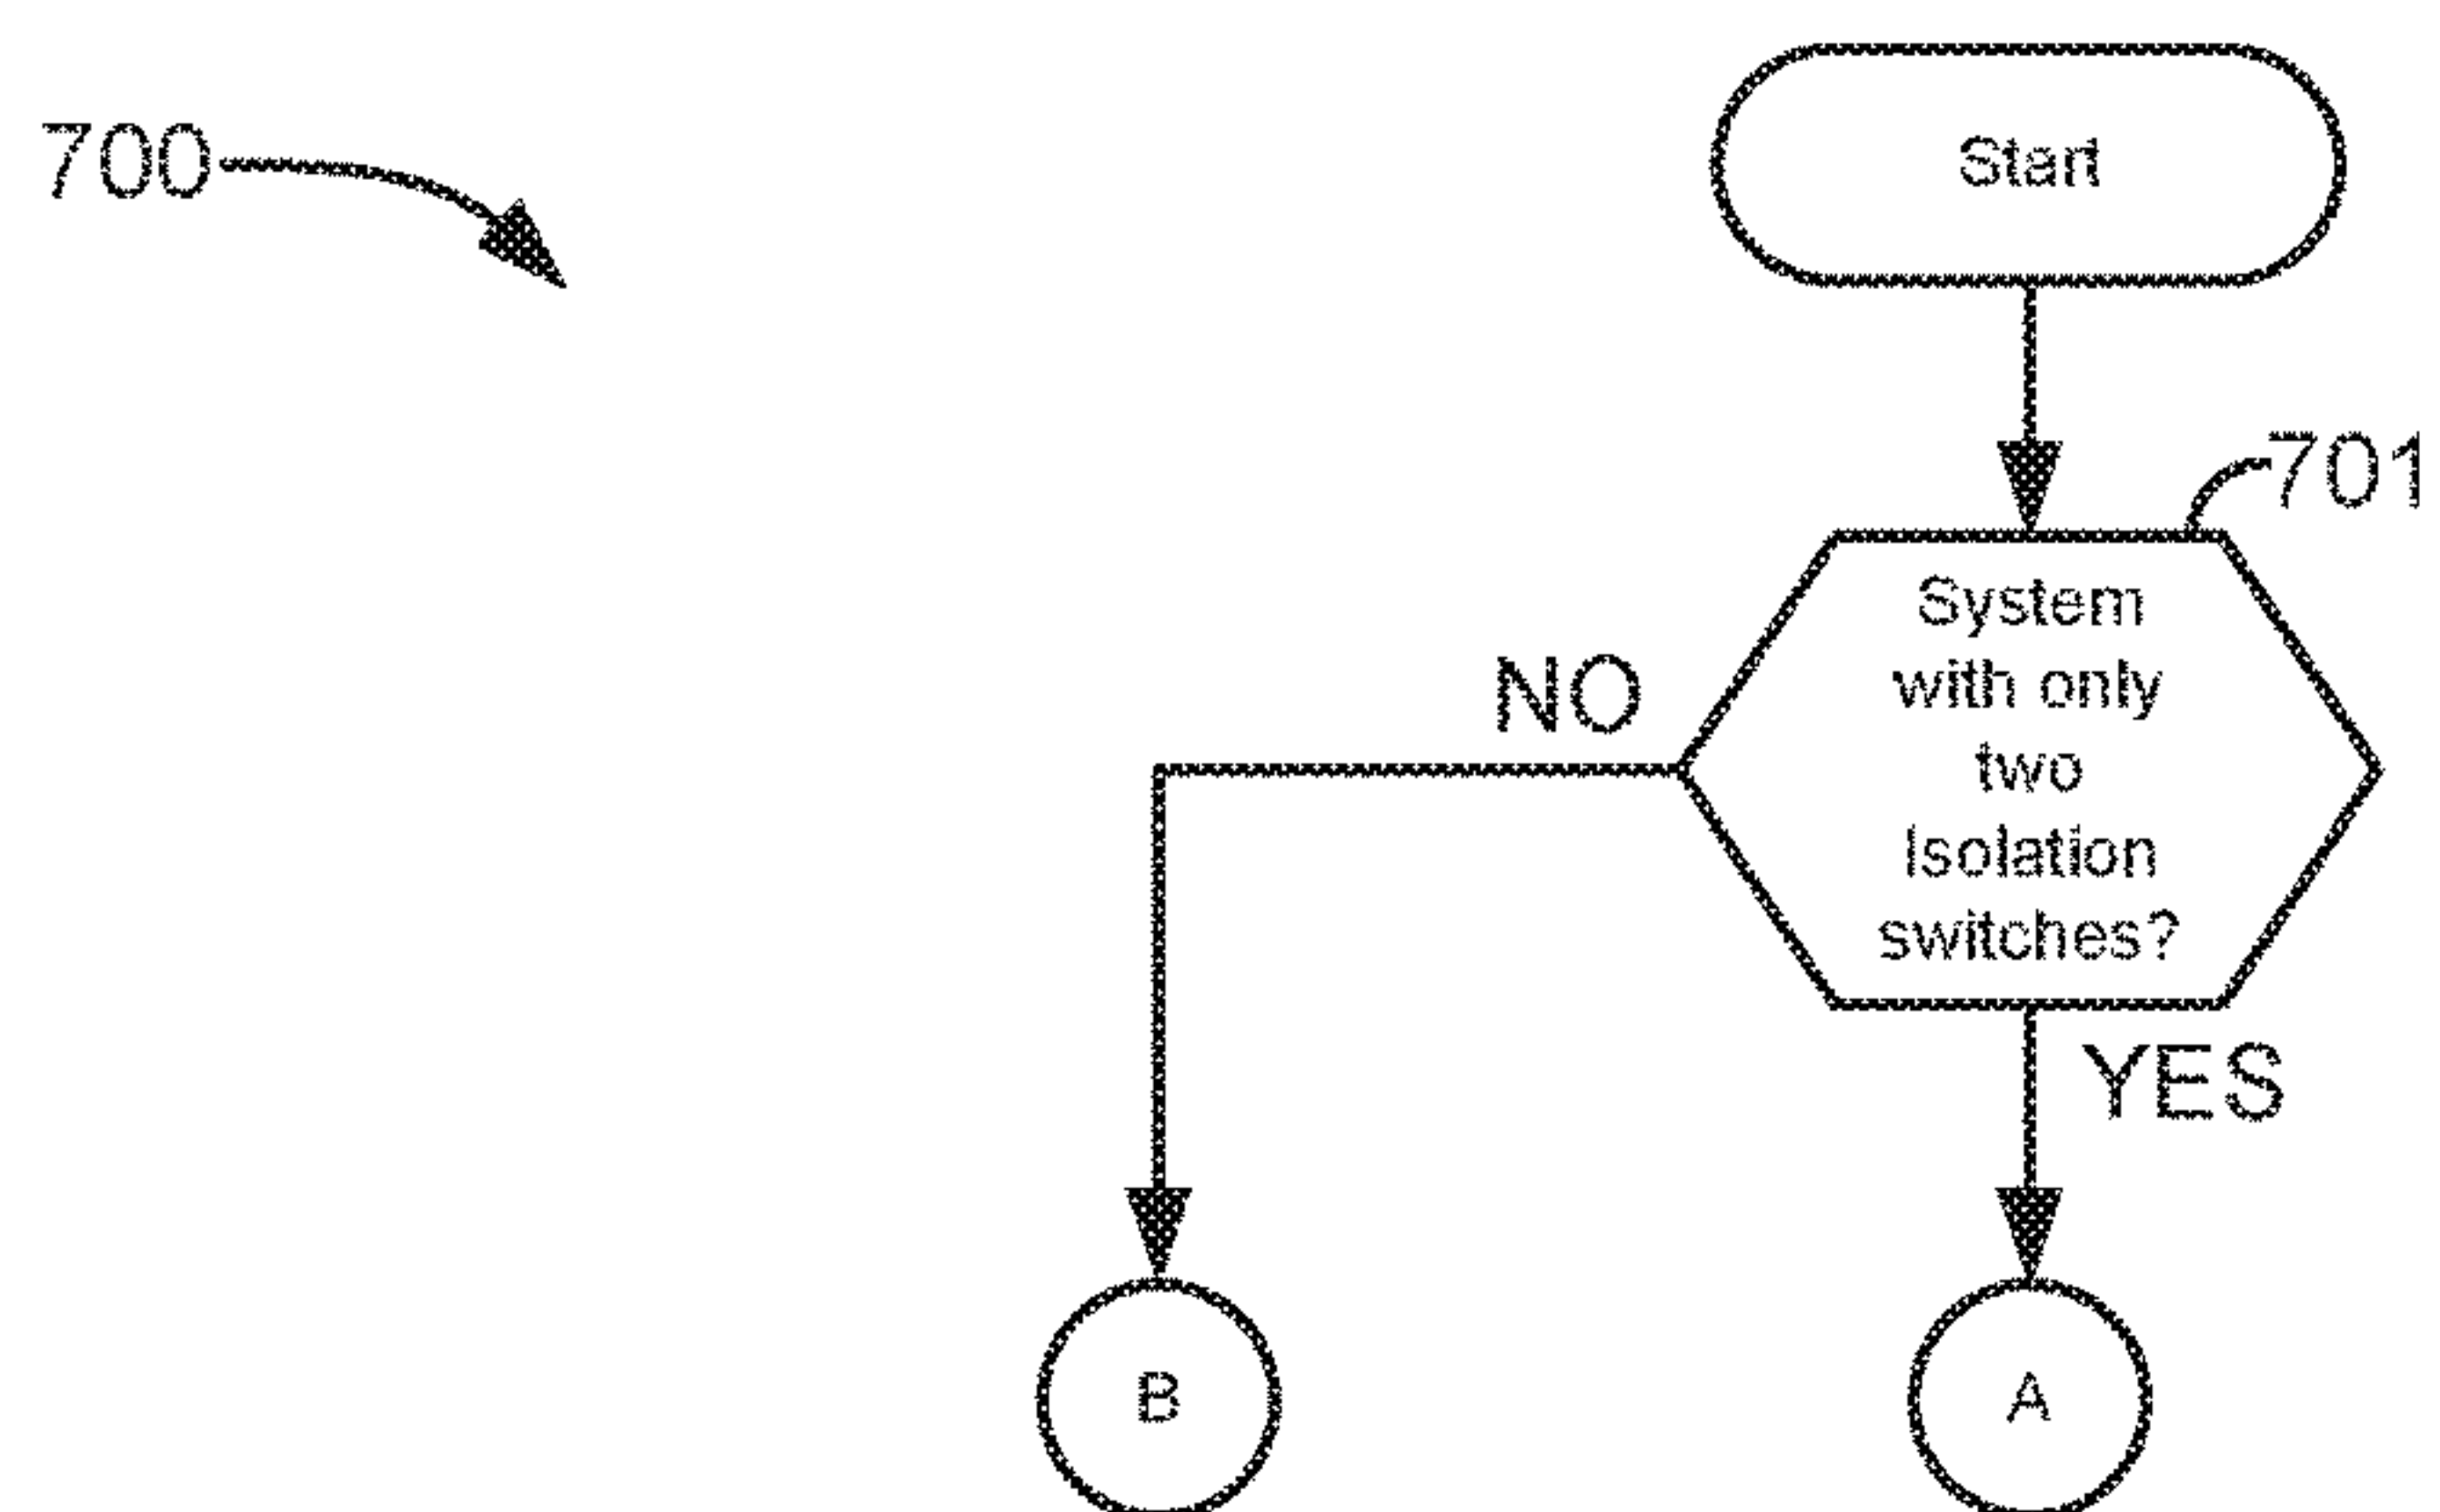 700
Start
701
System
with only
two
Isolation
switches?
NO
YES
B
A